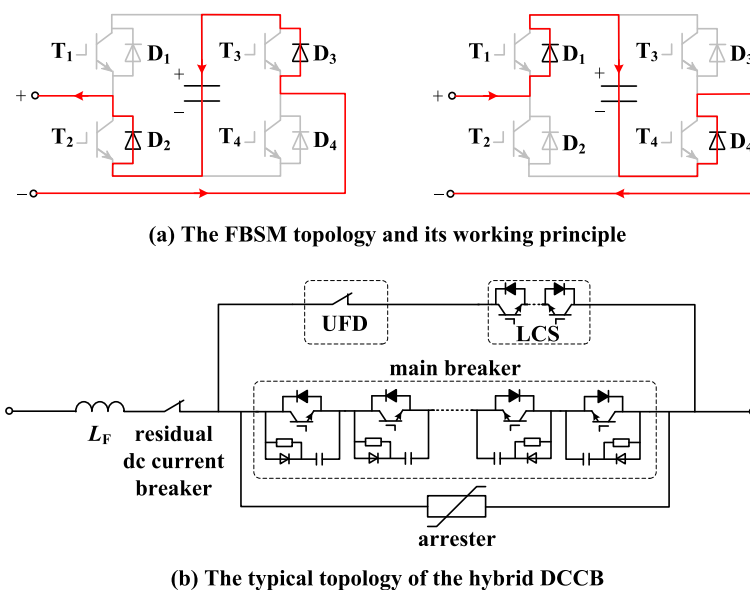 T1 D1 + − T3 D3
+
T2 D2 T4 D4
−
T1 D1 + − T3 D3
+
T2 D2 T4 D4
−
(a) The FBSM topology and its working principle
UFD
LCS
main breaker
LF
residual
dc current
breaker
arrester
(b) The typical topology of the hybrid DCCB